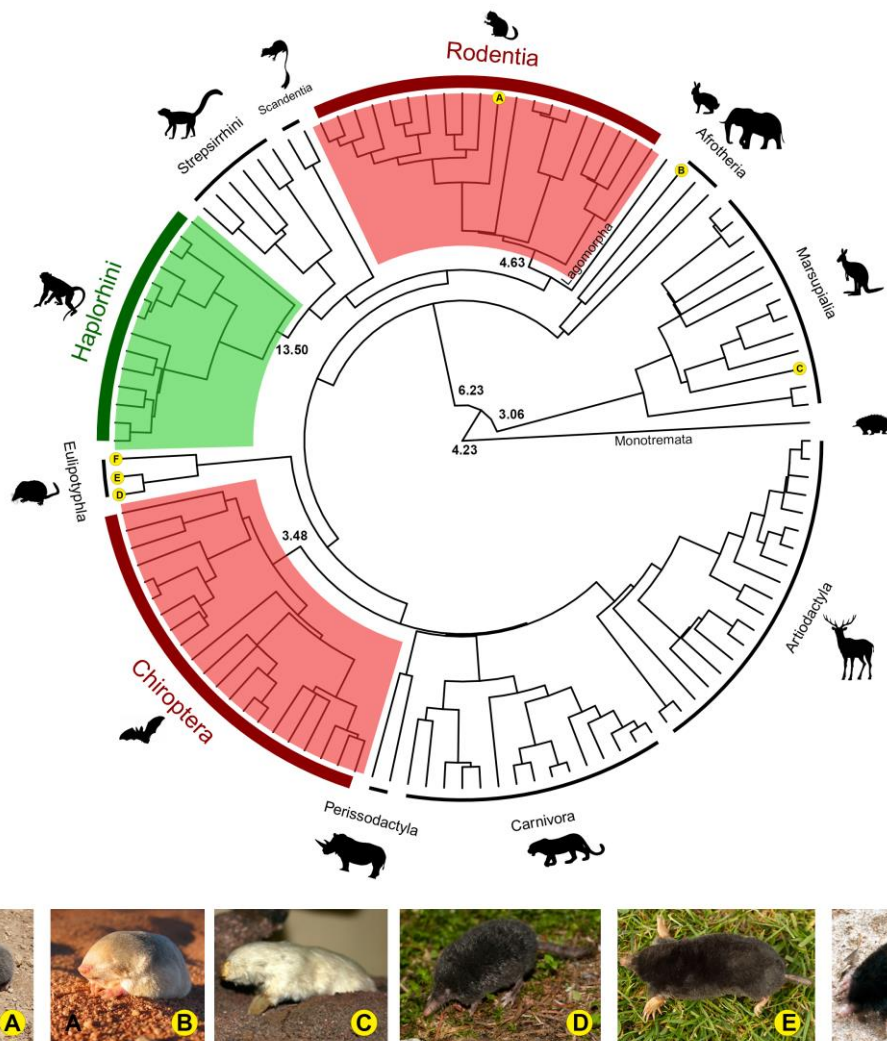 Rodentia
Scandentia
Strepsirrhini
Afrotheria
A
B
Lagomorpha
4.63
Marsupialia
Haplorhini
13.50
6.23
3.06
C
4.23
Monotremata
Eulipotyphla
F
E
D
3.48
Artiodactyla
Chiroptera
Perissodactyla
Carnivora
A
A
B
C
D
E